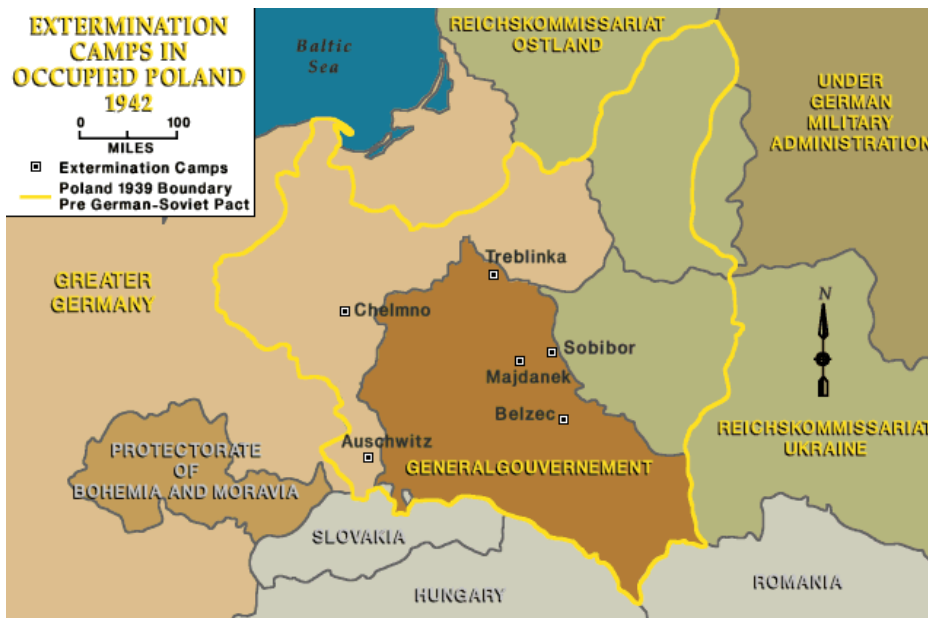 EXTERMINATION
CAMPS IN
OCCUPIED POLAND
1942
0 100
MILES
Extermination Camps
Poland 1939 Boundary
Pre German-Soviet Pact
Baltic
Sea
REICHSKOMMISSARIAT
OSTLAND
UNDER
GERMAN
MILITARY
ADMINISTRATION
GREATER
GERMANY
Treblinka
Chelmno
N
Sobibor
Majdanek
Belzec
Auschwitz
GENERALGOUVERNEMENT
REICHSKOMMISSARIAT
UKRAINE
PROTECTORATE
OF
BOHEMIA AND MORAVIA
SLOVAKIA
HUNGARY
ROMANIA